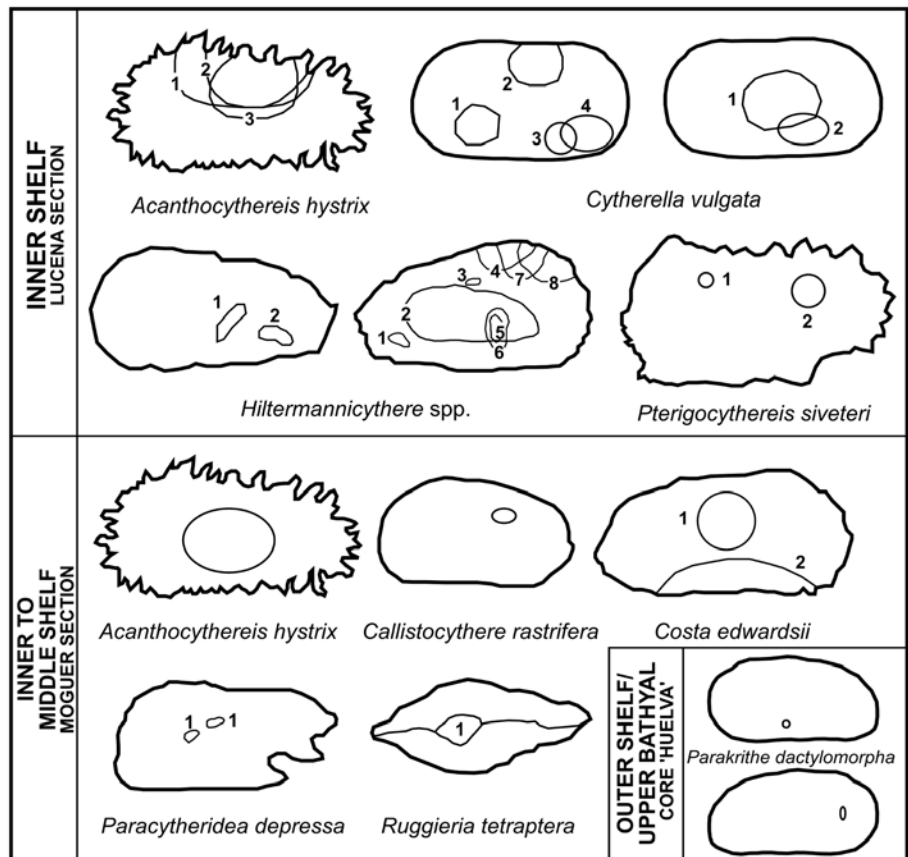 INNER SHELF
LUCENA SECTION
1
2
3
Acanthocythereis hystrix
1
2
3
4
1
2
Cytherella vulgata
1
2
1
2
3
4
7
8
5
6
Hiltermannicythere spp.
1
2
Pterigocythereis siveteri
INNER TO
MIDDLE SHELF
MOGUER SECTION
Acanthocythereis hystrix
Callistocythere rastrifera
1
2
Costa edwardsii
1 1
Paracytheridea depressa
1
Ruggieria tetraptera
OUTER SHELF/
UPPER BATHYAL
CORE 'HUELVA'
Parakrithe dactylomorpha